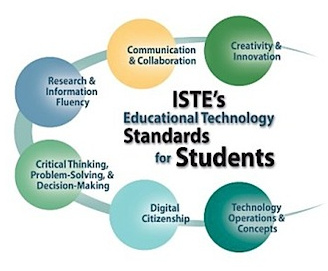 Communication
& Collaboration
Creativity &
Innovation
Research &
Information
Fluency
ISTE's
Educational Technology
Standards
for Students
Critical Thinking,
Problem-Solving, &
Decision-Making
Digital
Citizenship
Technology
Operations &
Concepts